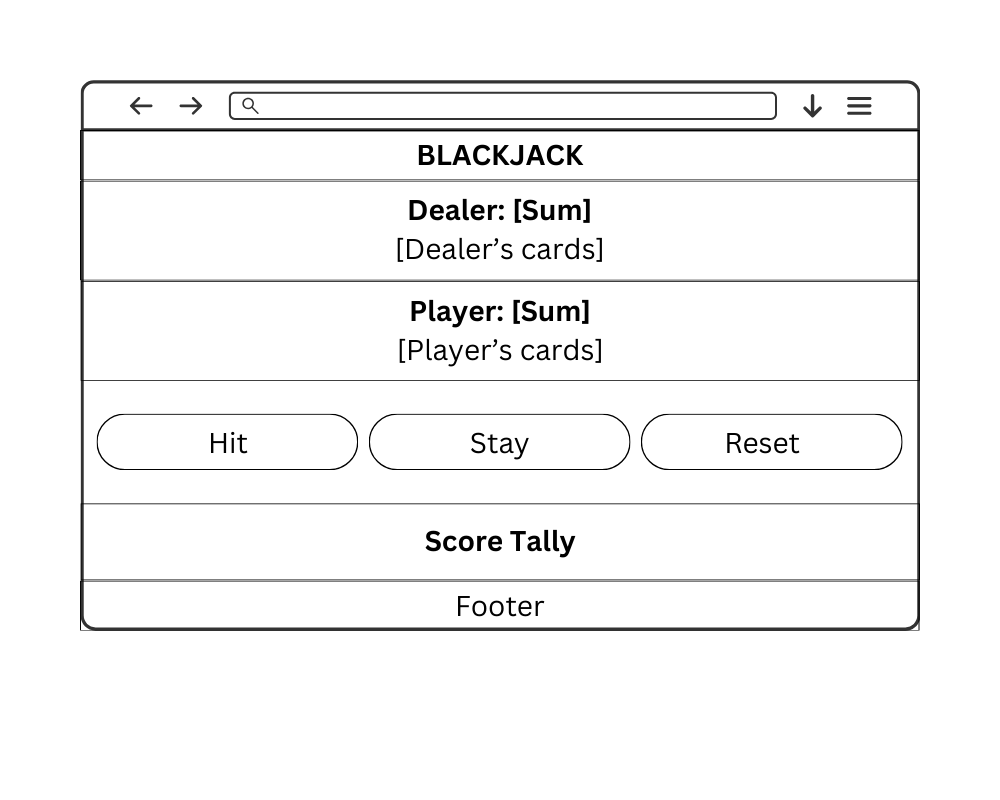 BLACKJACK
Dealer: [Sum]
[Dealer’s cards]
Player: [Sum]
[Player’s cards]
Hit
Stay
Reset
Score Tally
Footer